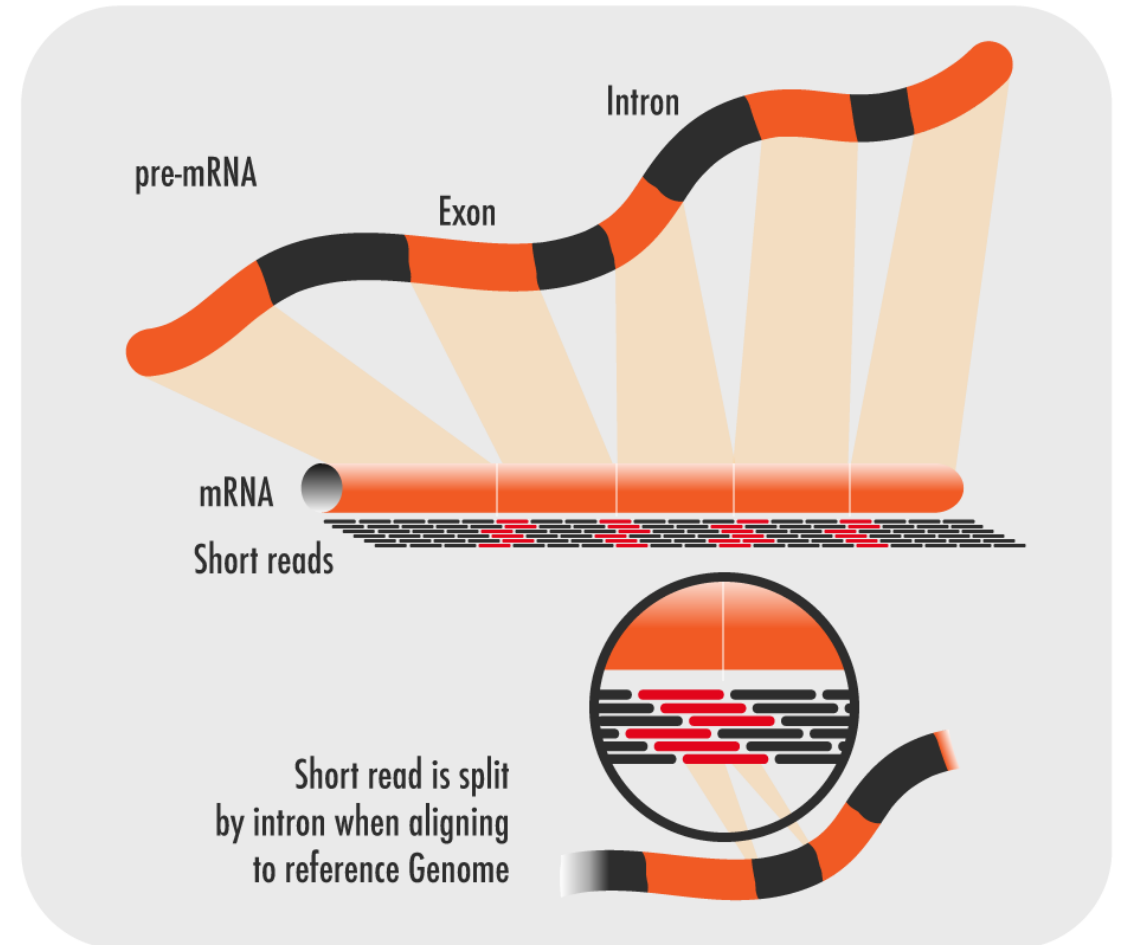 Intron
pre-mRNA
Exon
mRNA
Short reads
Short read is split
by intron when aligning
to reference Genome